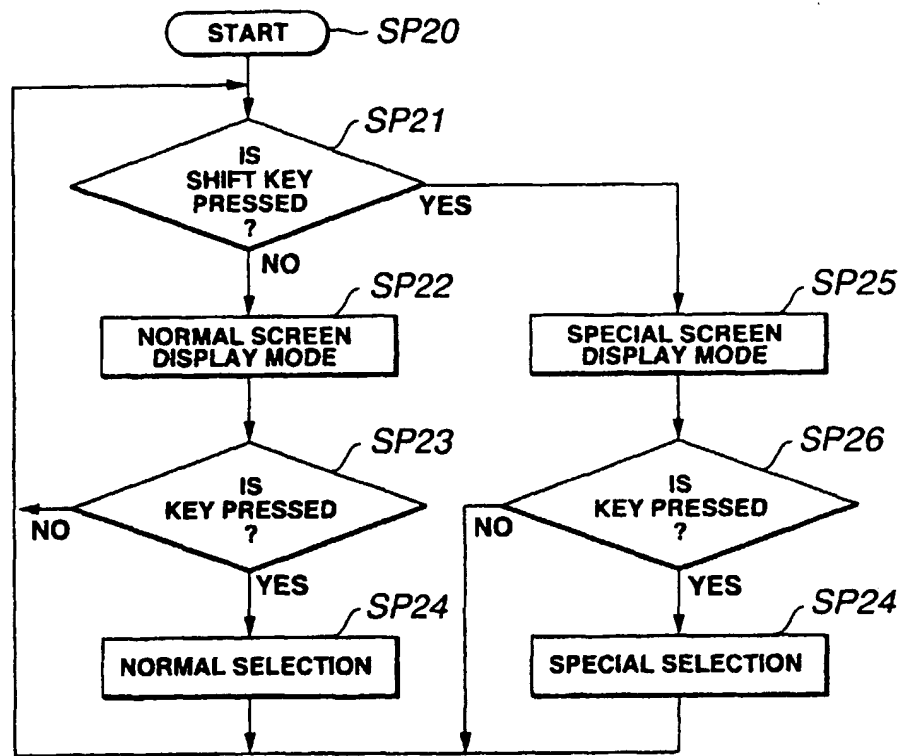 START
SP20
SP21
IS
SHIFT KEY
PRESSED
?
YES
NO
SP22
NORMAL SCREEN
DISPLAY MODE
SP25
SPECIAL SCREEN
DISPLAY MODE
SP23
IS
KEY PRESSED
?
NO
YES
SP26
IS
KEY PRESSED
?
NO
YES
SP24
NORMAL SELECTION
SP24
SPECIAL SELECTION